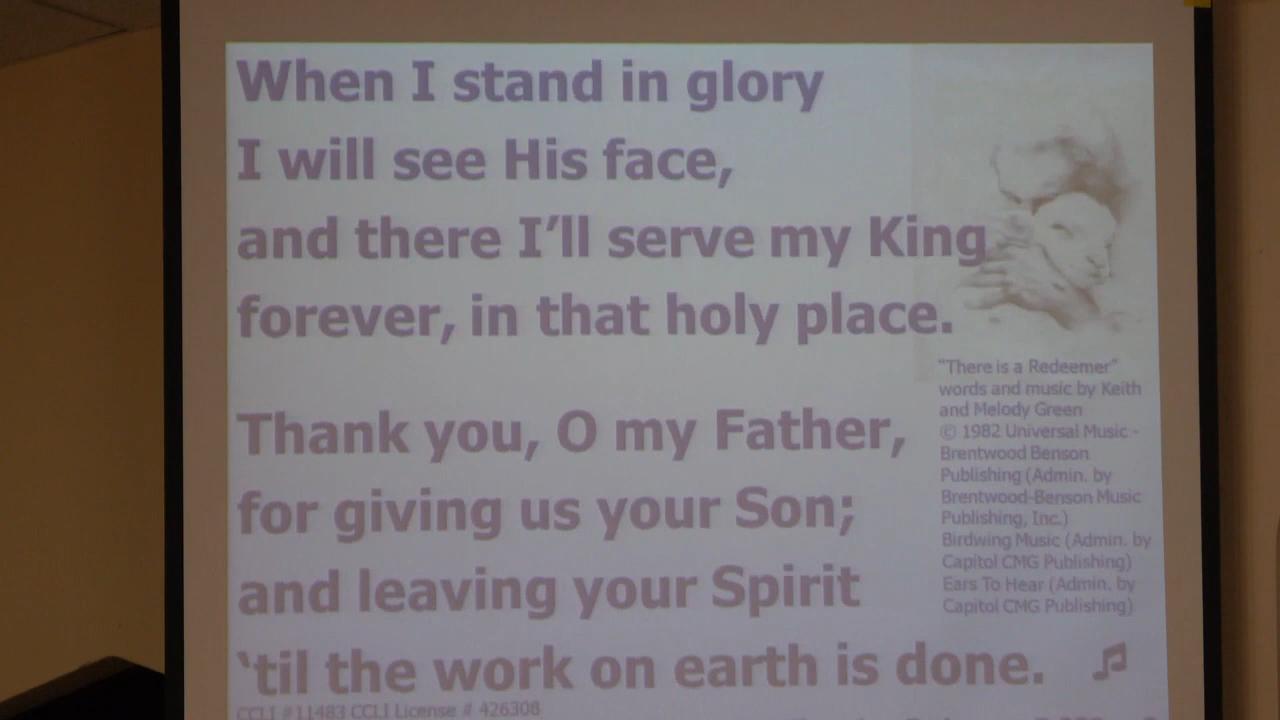 When I stand in glory
I will see His face,
and there I'll serve my King
forever, in that holy place.
Thank you, O my Father,
for giving us your Son;
and leaving your Spirit
‘til the work on earth is done.
"There is a Redeemer"
words and music by Keith
and Melody Green
© 1982 Universal Music -
Brentwood Benson
Publishing (Admin. by
Brentwood-Benson Music
Publishing, Inc.)
Birdwing Music (Admin. by
Capitol CMG Publishing)
Ears To Hear (Admin. by
Capitol CMG Publishing)
CCLI #11483 CCLI License # 426308